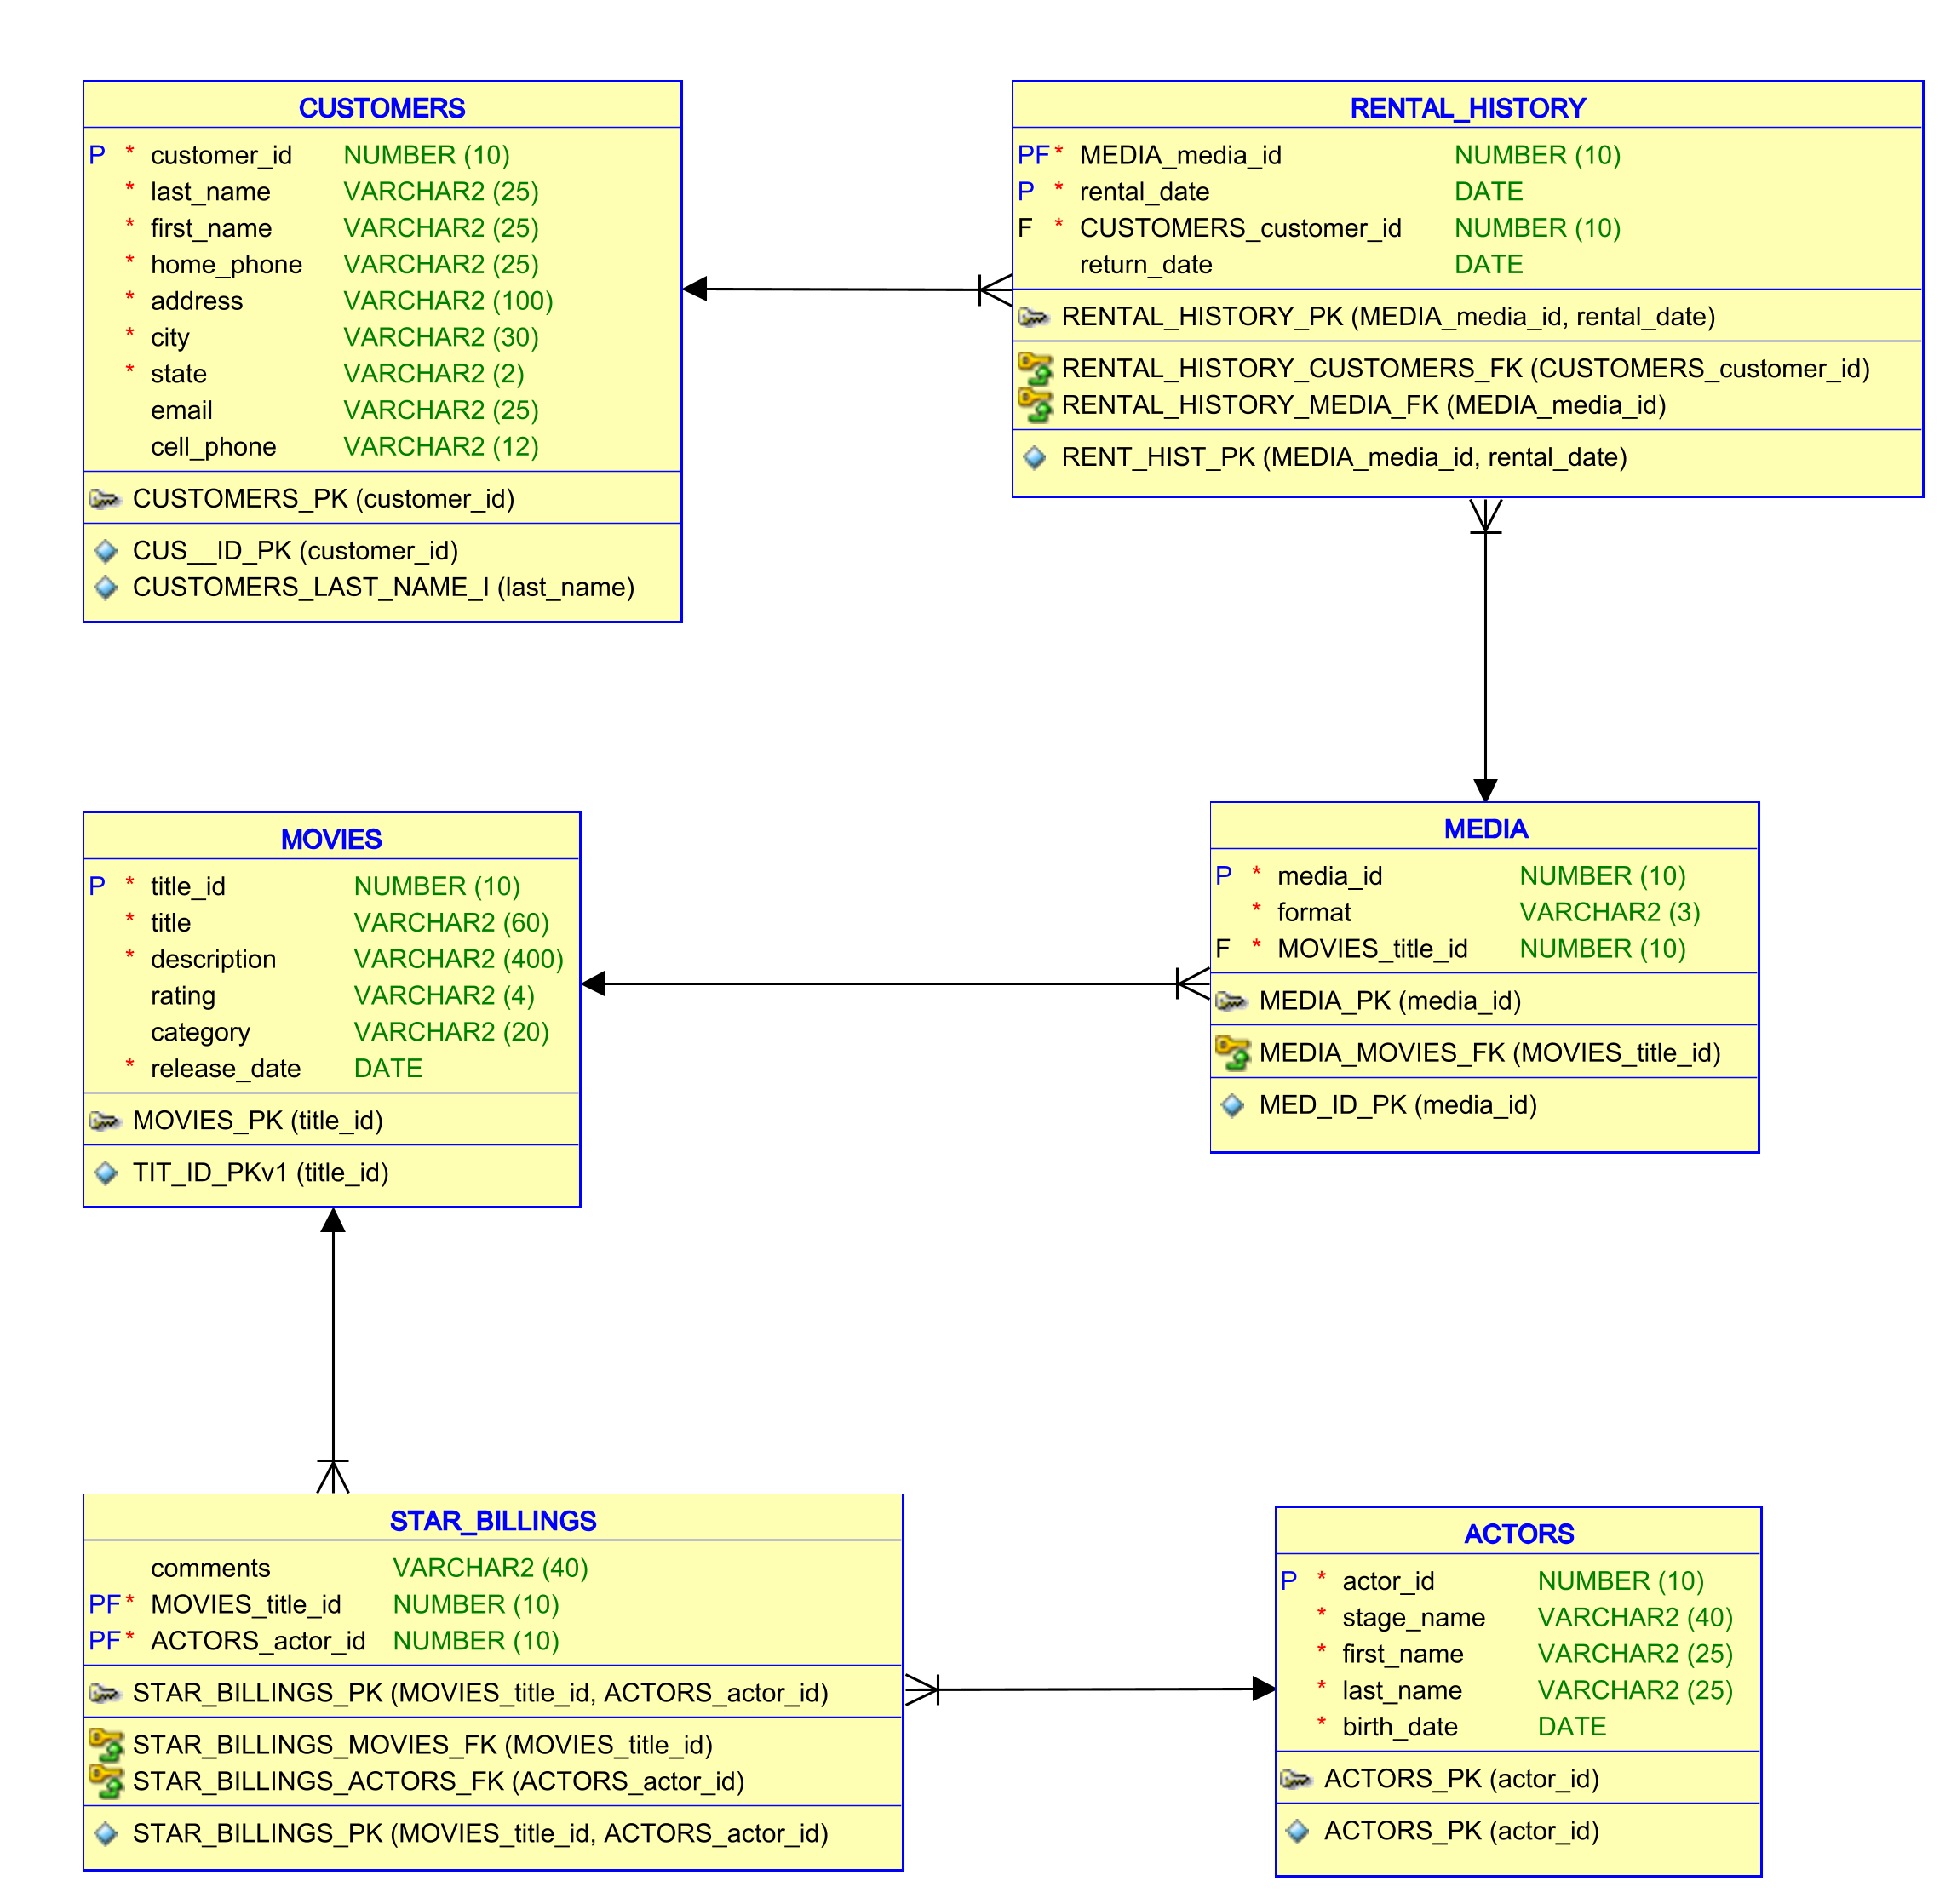 CUSTOMERS
P * customer_id NUMBER (10)
* last_name VARCHAR2 (25)
* first_name VARCHAR2 (25)
* home_phone VARCHAR2 (25)
* address VARCHAR2 (100)
* city VARCHAR2 (30)
* state VARCHAR2 (2)
email VARCHAR2 (25)
cell_phone VARCHAR2 (12)
CUSTOMERS_PK (customer_id)
CUS__ID_PK (customer_id)
CUSTOMERS_LAST_NAME_I (last_name)
RENTAL_HISTORY
PF * MEDIA_media_id NUMBER (10)
P * rental_date DATE
F * CUSTOMERS_customer_id NUMBER (10)
return_date DATE
RENTAL_HISTORY_PK (MEDIA_media_id, rental_date)
RENTAL_HISTORY_CUSTOMERS_FK (CUSTOMERS_customer_id)
RENTAL_HISTORY_MEDIA_FK (MEDIA_media_id)
RENT_HIST_PK (MEDIA_media_id, rental_date)
MOVIES
P * title_id NUMBER (10)
* title VARCHAR2 (60)
* description VARCHAR2 (400)
rating VARCHAR2 (4)
category VARCHAR2 (20)
* release_date DATE
MOVIES_PK (title_id)
TIT_ID_PKv1 (title_id)
MEDIA
P * media_id NUMBER (10)
* format VARCHAR2 (3)
F * MOVIES_title_id NUMBER (10)
MEDIA_PK (media_id)
MEDIA_MOVIES_FK (MOVIES_title_id)
MED_ID_PK (media_id)
STAR_BILLINGS
comments VARCHAR2 (40)
PF * MOVIES_title_id NUMBER (10)
PF * ACTORS_actor_id NUMBER (10)
STAR_BILLINGS_PK (MOVIES_title_id, ACTORS_actor_id)
STAR_BILLINGS_MOVIES_FK (MOVIES_title_id)
STAR_BILLINGS_ACTORS_FK (ACTORS_actor_id)
STAR_BILLINGS_PK (MOVIES_title_id, ACTORS_actor_id)
ACTORS
P * actor_id NUMBER (10)
* stage_name VARCHAR2 (40)
* first_name VARCHAR2 (25)
* last_name VARCHAR2 (25)
* birth_date DATE
ACTORS_PK (actor_id)
ACTORS_PK (actor_id)